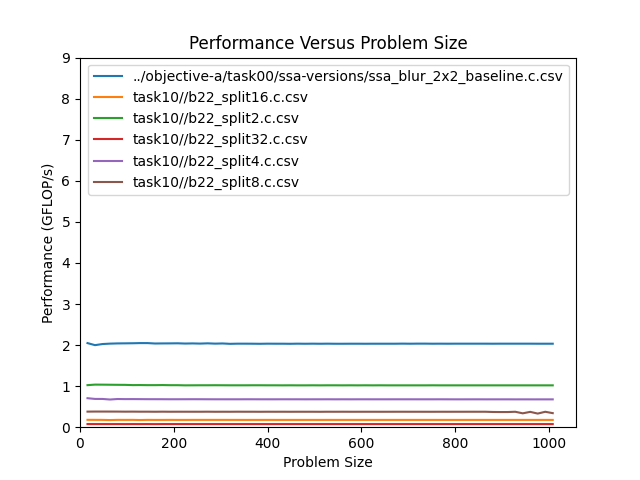 Performance Versus Problem Size
9
8
7
6
5
4
3
2
1
0
Performance (GFLOP/s)
../objective-a/task00/ssa-versions/ssa_blur_2x2_baseline.c.csv
task10//b22_split16.c.csv
task10//b22_split2.c.csv
task10//b22_split32.c.csv
task10//b22_split4.c.csv
task10//b22_split8.c.csv
0 200 400 600 800 1000
Problem Size